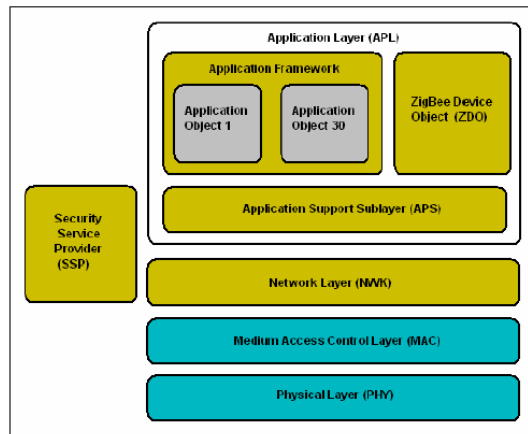 Application Layer (APL)
Application Framework
Application
Object 1
Application
Object 30
ZigBee Device
Object (ZDO)
Application Support Sublayer (APS)
Security
Service
Provider
(SSP)
Network Layer (NWK)
Medium Access Control Layer (MAC)
Physical Layer (PHY)